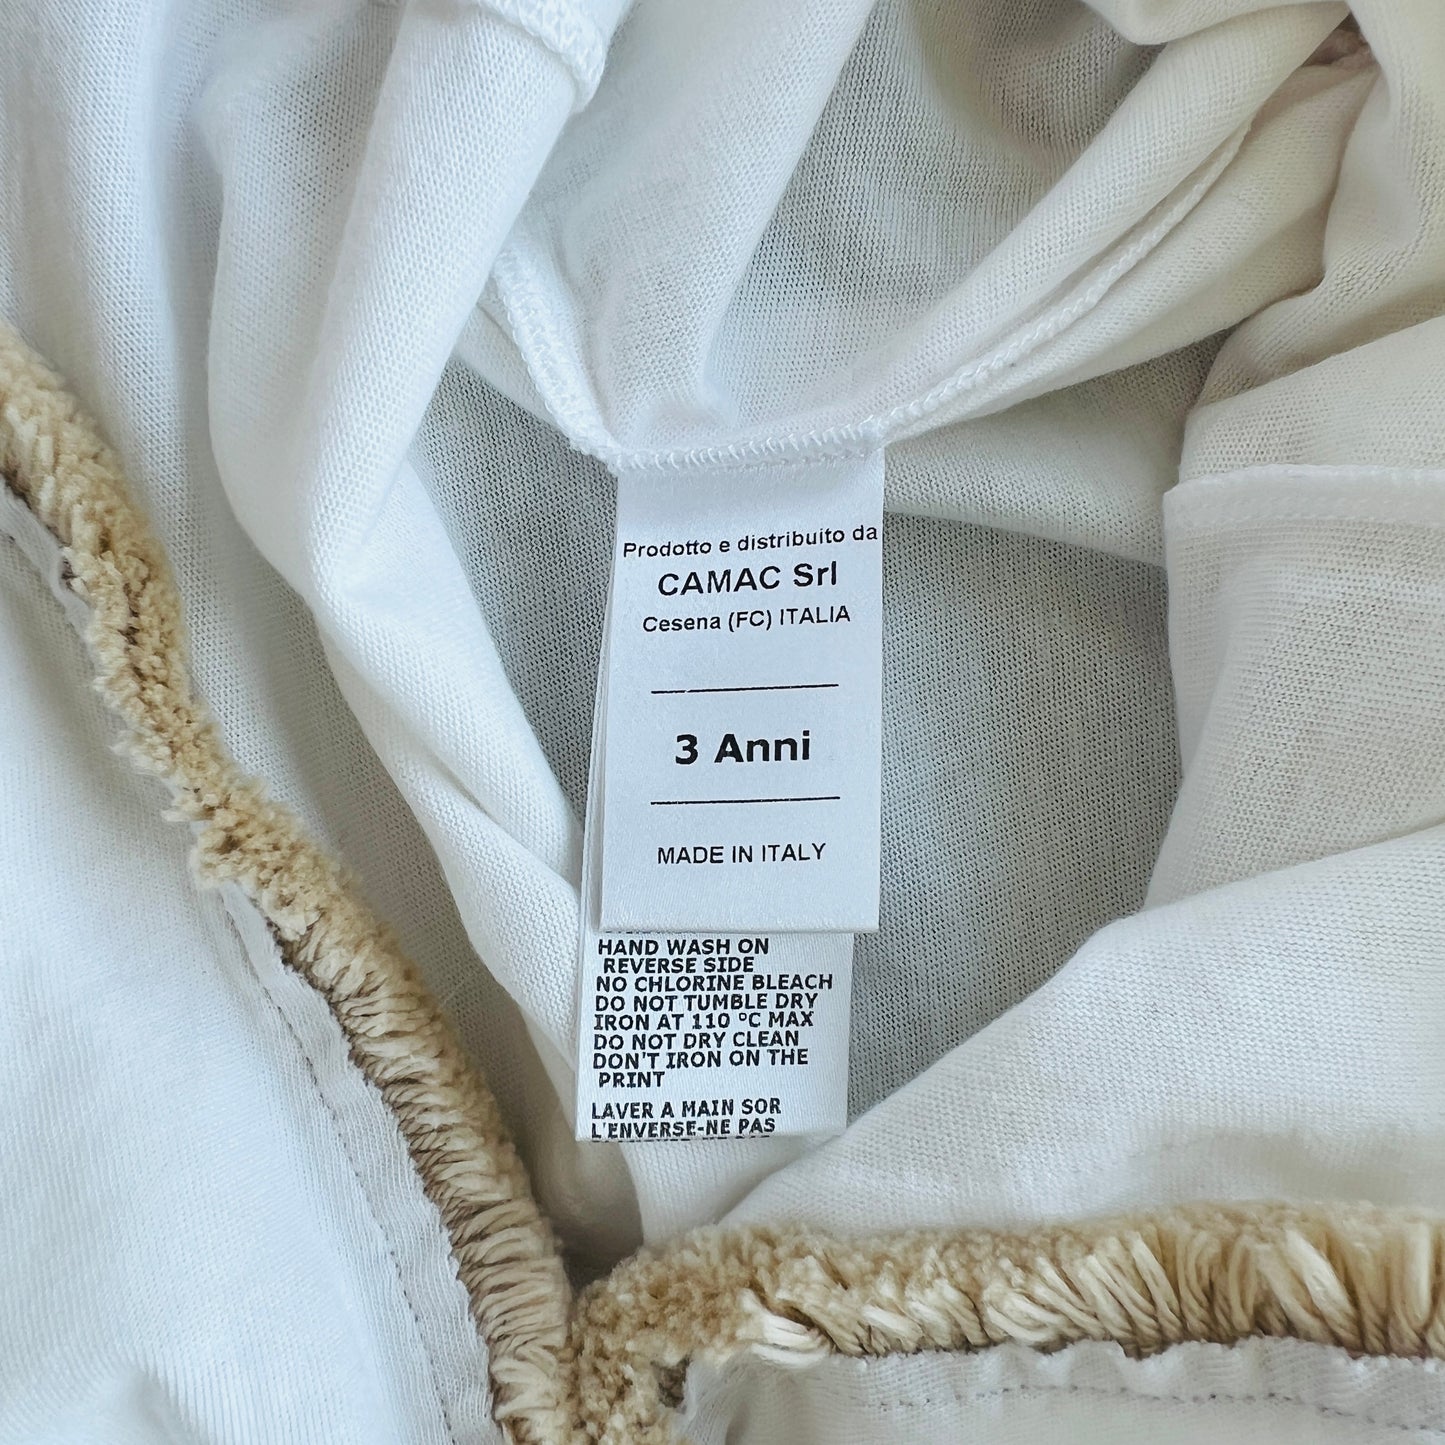 Prodotto e distribuito da
CAMAC Srl
Cesena (FC) ITALIA
3 Anni
MADE IN ITALY
HAND WASH ON
REVERSE SIDE
NO CHLORINE BLEACH
DO NOT TUMBLE DRY
IRON AT 110 °C MAX
DO NOT DRY CLEAN
DON'T IRON ON THE
PRINT
LAVER A MAIN SOR
L'ENVERSE-NE PAS